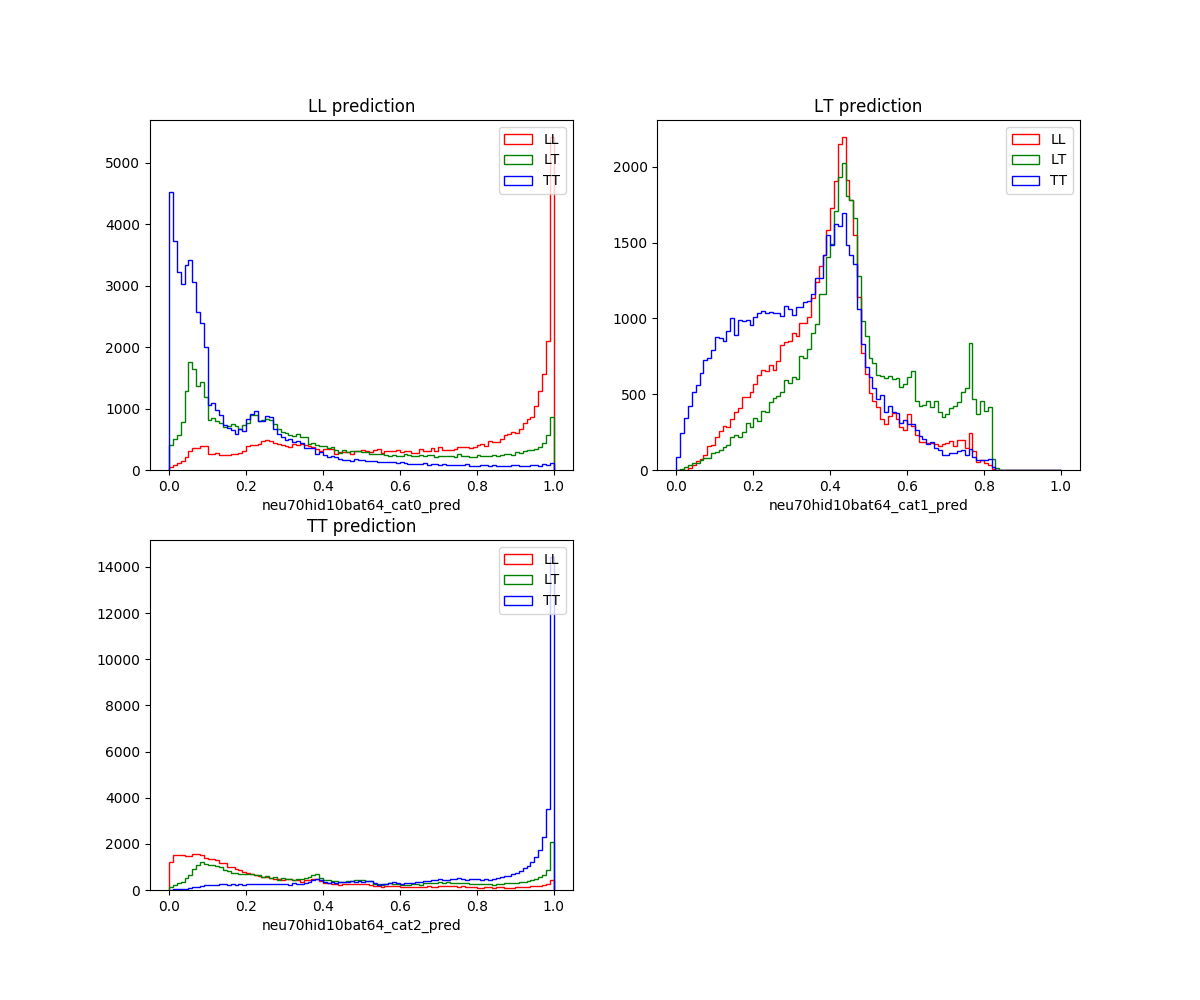 LL prediction
5000
4000
3000
2000
1000
0
0.0 0.2 0.4 0.6 0.8 1.0
neu70hid10bat64_cat0_pred
LL
LT
TT
LT prediction
2000
1500
1000
500
0
0.0 0.2 0.4 0.6 0.8 1.0
neu70hid10bat64_cat1_pred
LL
LT
TT
TT prediction
14000
12000
10000
8000
6000
4000
2000
0
0.0 0.2 0.4 0.6 0.8 1.0
neu70hid10bat64_cat2_pred
LL
LT
TT